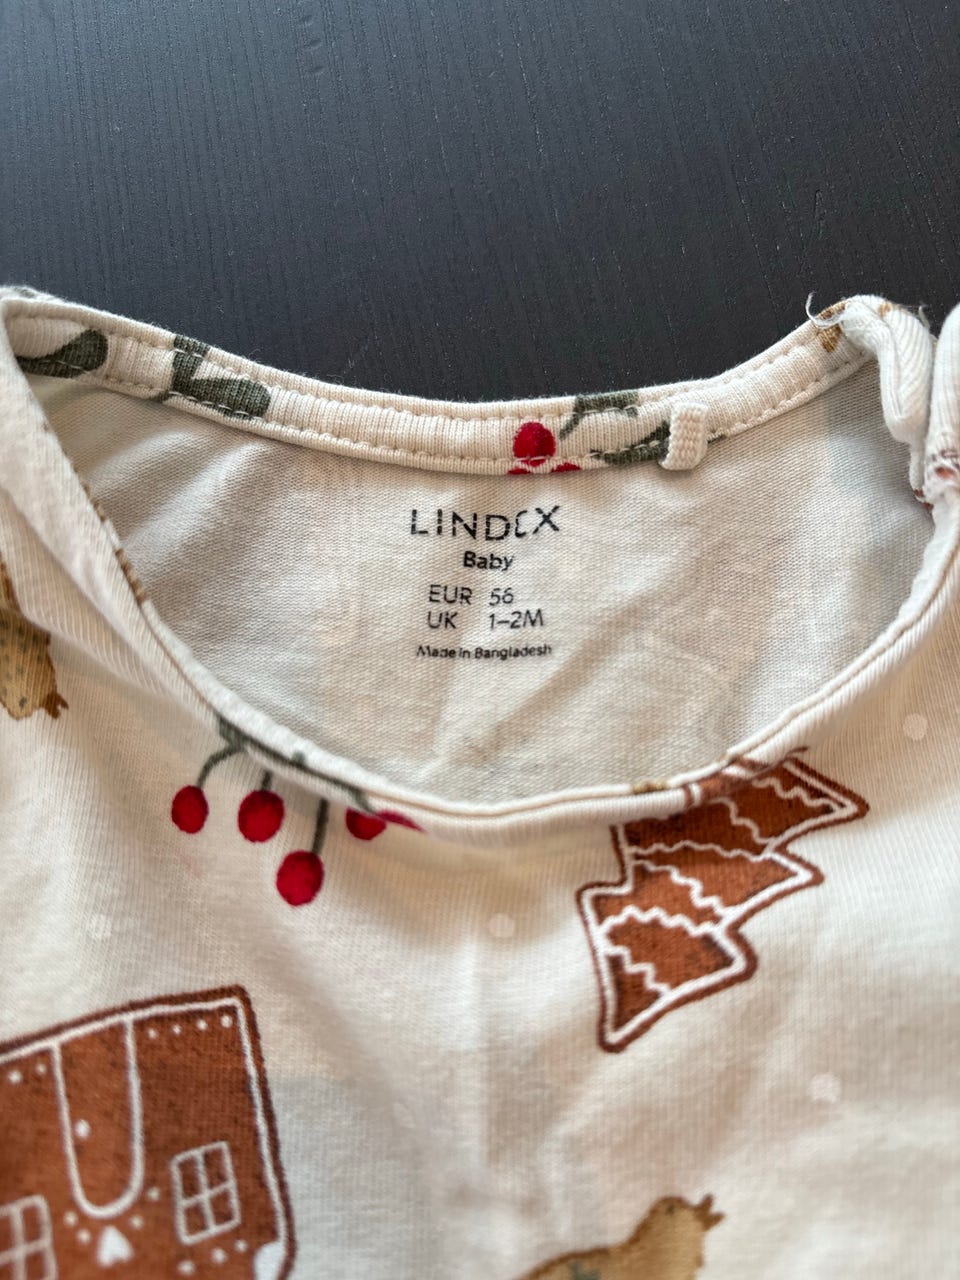 LINDEX
Baby
EUR 56
UK 1–2M
Made in Bangladesh